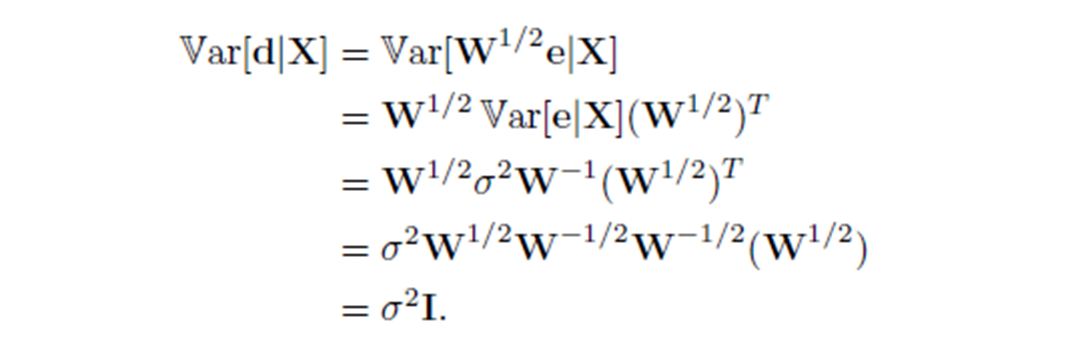 𝕍ar[d|X] = 𝕍ar[W^{1/2}e|X]
= W^{1/2} 𝕍ar[e|X](W^{1/2})^T
= W^{1/2}σ^2W^{-1}(W^{1/2})^T
= σ^2W^{1/2}W^{-1/2}W^{-1/2}(W^{1/2})
= σ^2I.